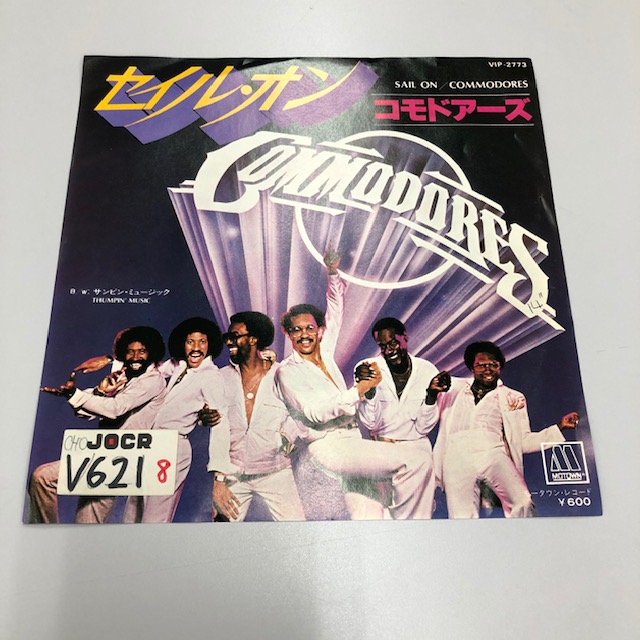 VIP-2773
セイル・オン
SAIL ON / COMMODORES
コモドアーズ
COMMODORES
B/W: サンピン・ミュージック
THUMPIN' MUSIC
JOCR
V621 8
M
MOTOWN
ータウン・レコード
¥600